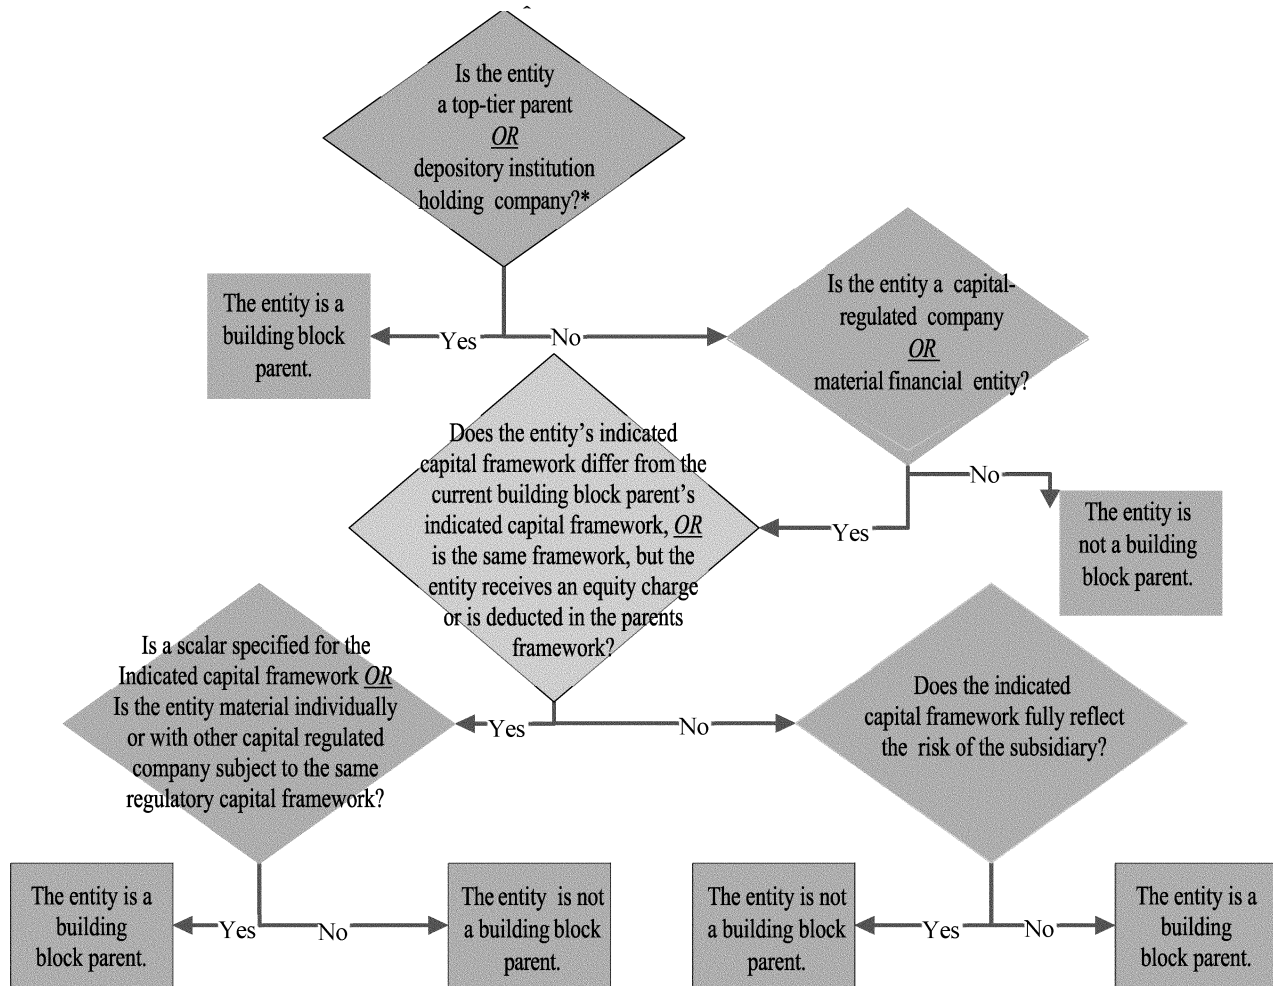 Is the entity
a top-tier parent
OR
depository institution
holding company?*
The entity is a
building block
parent.
Yes
No
Is the entity a capital-
regulated company
OR
material financial entity?
Does the entity's indicated
capital framework differ from the
current building block parent's
indicated capital framework, OR
is the same framework, but the
entity receives an equity charge
or is deducted in the parents
framework?
Yes
No
The entity is
not a building
block parent.
Is a scalar specified for the
Indicated capital framework OR
Is the entity material individually
or with other capital regulated
company subject to the same
regulatory capital framework?
Yes
No
Does the indicated
capital framework fully reflect
the risk of the subsidiary?
The entity is a
building
block parent.
Yes
No
The entity is not
a building block
parent.
The entity is not
a building block
parent.
Yes
No
The entity is a
building
block parent.